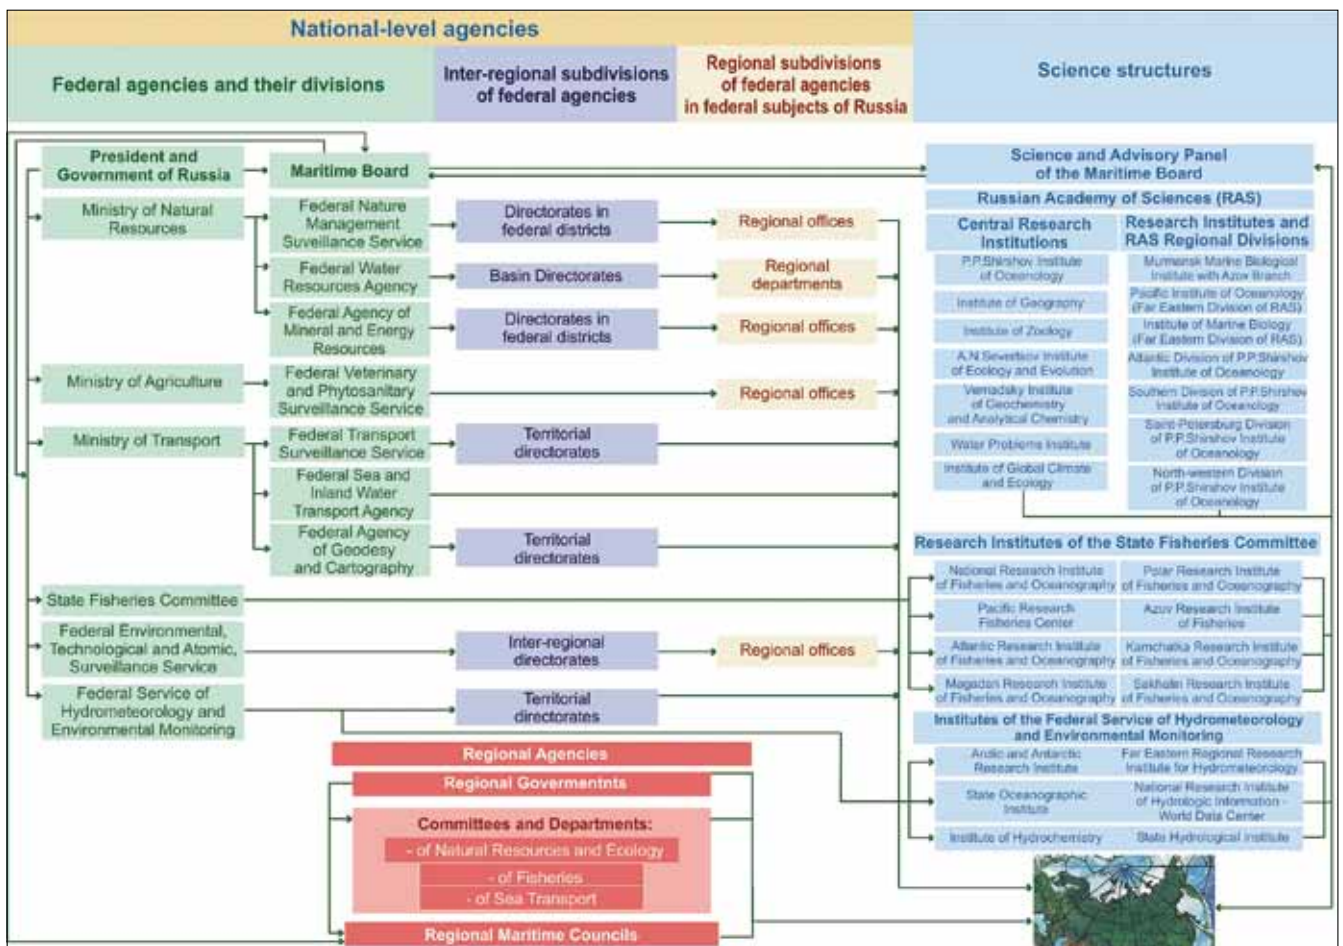 National-level agencies
Federal agencies and their divisions
Inter-regional subdivisions
of federal agencies
Regional subdivisions
of federal agencies
in federal subjects of Russia
Science structures
President and
Government of Russia
Maritime Board
Science and Advisory Panel
of the Maritime Board
Ministry of Natural
Resources
Federal Nature
Management
Suveillance Service
Directorates in
federal districts
Regional offices
Federal Water
Resources Agency
Basin Directorates
Regional
departments
Federal Agency of
Mineral and Energy
Resources
Directorates in
federal districts
Regional offices
Ministry of Agriculture
Federal Veterinary
and Phytosanitary
Surveillance Service
Regional offices
Ministry of Transport
Federal Transport
Surveillance Service
Territorial
directorates
Federal Sea and
Inland Water
Transport Agency
Federal Agency
of Geodesy
and Cartography
Territorial
directorates
State Fisheries Committee
Federal Environmental,
Technological and Atomic,
Surveillance Service
Inter-regional
directorates
Regional offices
Federal Service of
Hydrometeorology and
Environmental Monitoring
Territorial
directorates
Russian Academy of Sciences (RAS)
Central Research
Institutions
P.P.Shirshov Institute
of Oceanology
Institute of Geography
Institute of Zoology
A.N.Severtsov Institute
of Ecology and Evolution
Vernadsky Institute
of Geochemistry
and Analytical Chemistry
Water Problems Institute
Institute of Global Climate
and Ecology
Research Institutes and
RAS Regional Divisions
Murmansk Marine Biological
Institute with Azov Branch
Pacific Institute of Oceanology
(Far Eastern Division of RAS)
Institute of Marine Biology
(Far Eastern Division of RAS)
Atlantic Division of P.P.Shirshov
Institute of Oceanology
Southern Division of P.P.Shirshov
Institute of Oceanology
Saint-Petersburg Division
of P.P.Shirshov Institute
of Oceanology
North-western Division
of P.P.Shirshov Institute
of Oceanology
Research Institutes of the State Fisheries Committee
National Research Institute
of Fisheries and Oceanography
Polar Research Institute
of Fisheries and Oceanography
Pacific Research
Fisheries Center
Azov Research Institute
of Fisheries
Atlantic Research Institute
of Fisheries and Oceanography
Kamchatka Research Institute
of Fisheries and Oceanography
Magadan Research Institute
of Fisheries and Oceanography
Sakhalin Research Institute
of Fisheries and Oceanography
Institutes of the Federal Service of Hydrometeorology
and Environmental Monitoring
Arctic and Antarctic
Research Institute
Far Eastern Regional Research
Institute for Hydrometeorology
State Oceanographic
Institute
National Research Institute
of Hydrologic Information -
World Data Center
Institute of Hydrochemistry
State Hydrological Institute
Regional Agencies
Regional Govermentnts
Committees and Departments:
- of Natural Resources and Ecology
- of Fisheries
- of Sea Transport
Regional Maritime Councils